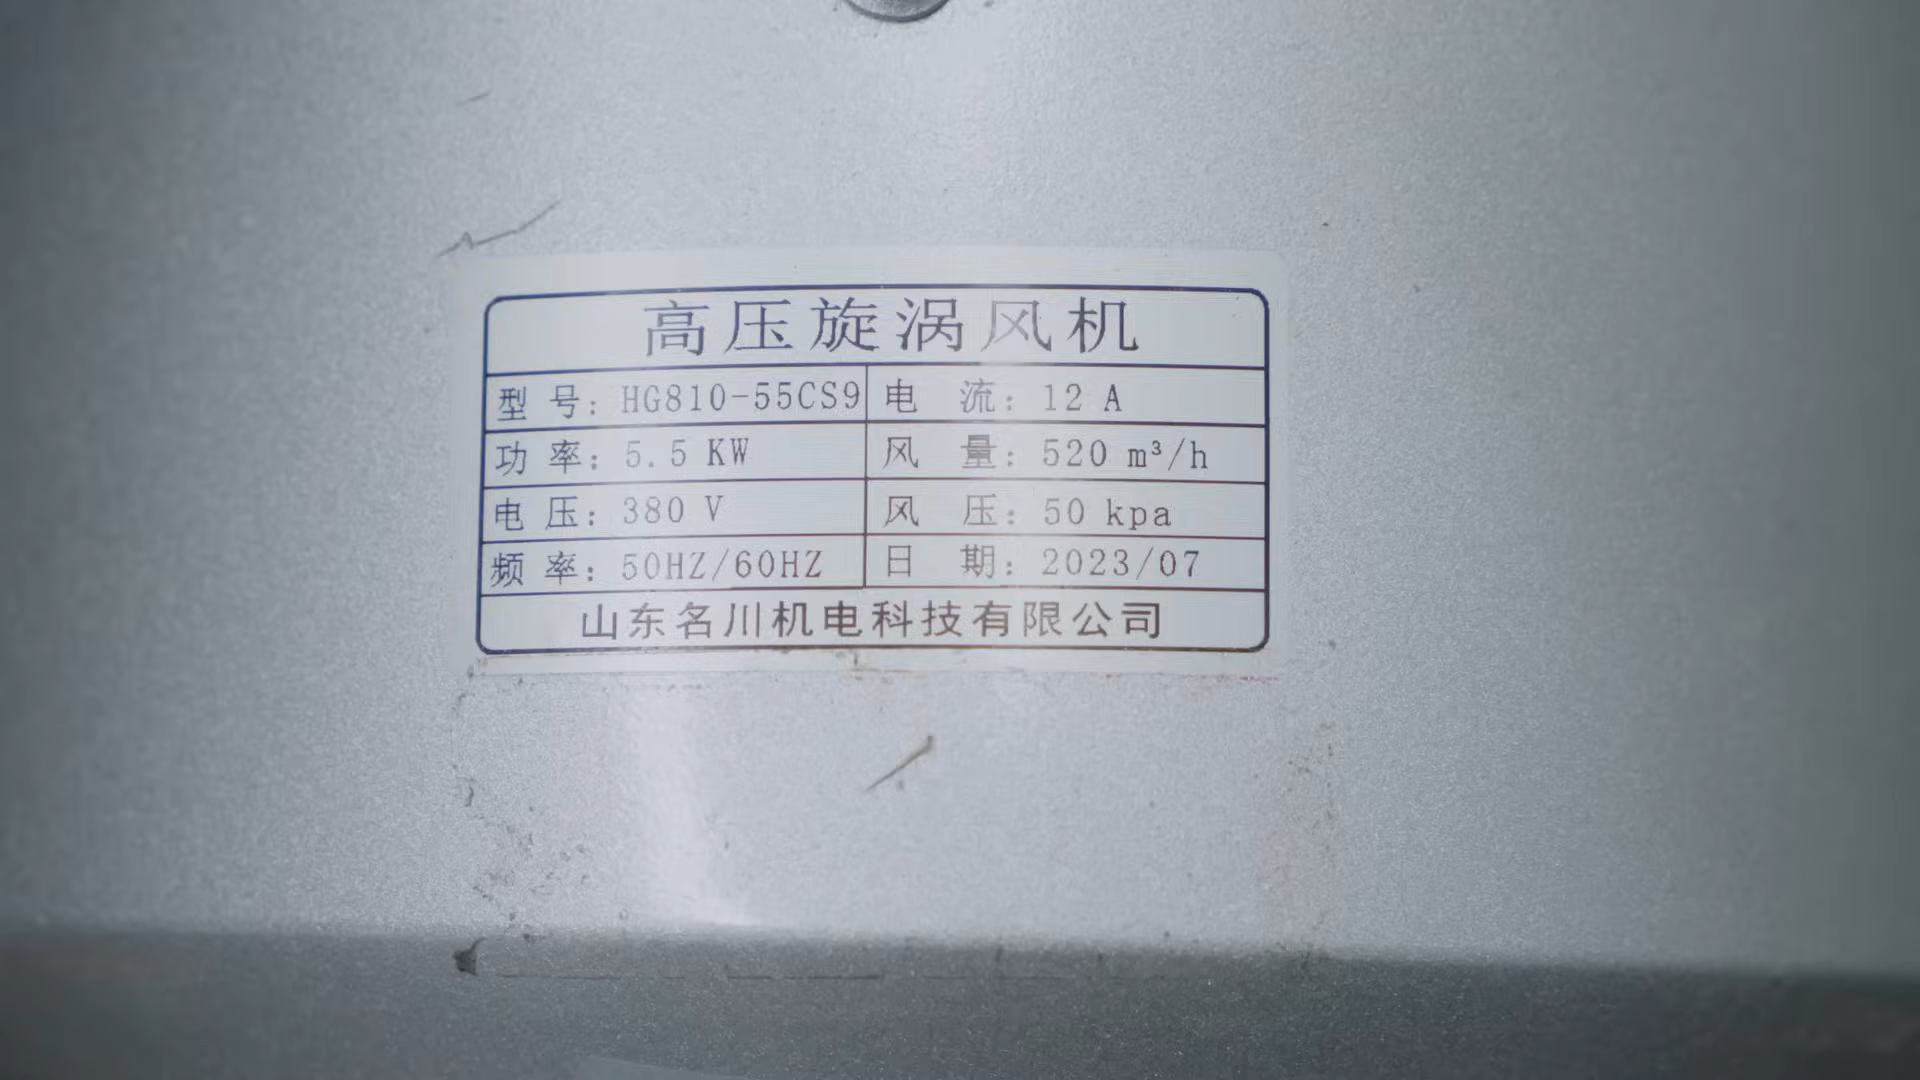 高压旋涡风机
型 号: HG810-55CS9 电 流: 12 A
功 率: 5.5 KW 风 量: 520 m³/h
电 压: 380 V 风 压: 50 kpa
频 率: 50HZ/60HZ 日 期: 2023/07
山东名川机电科技有限公司